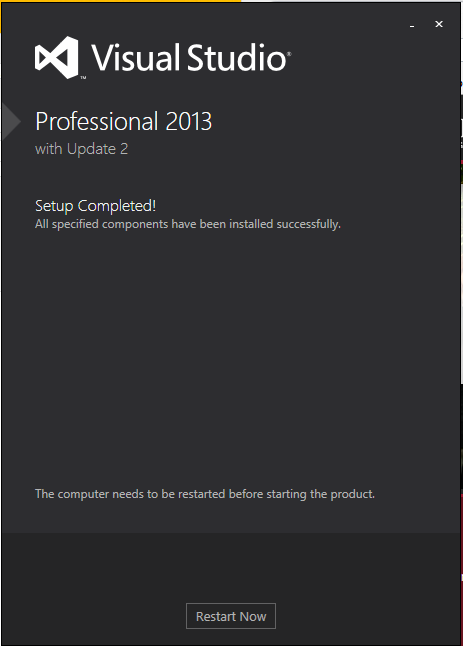 Visual Studio®
™
Professional 2013
with Update 2
Setup Completed!
All specified components have been installed successfully.
The computer needs to be restarted before starting the product.
Restart Now